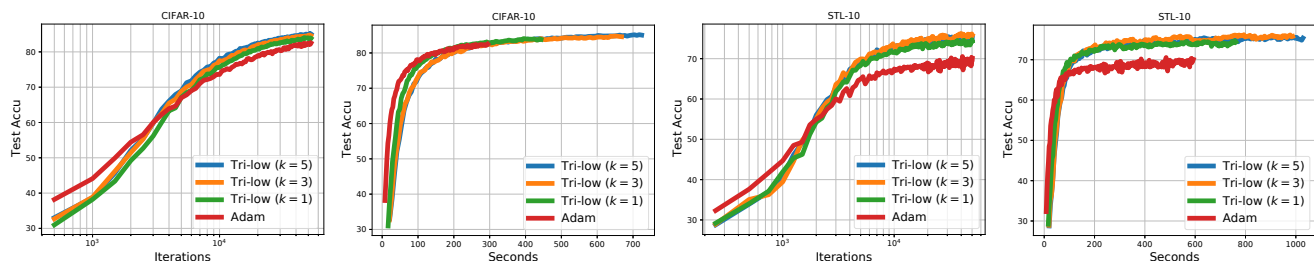 CIFAR-10
Test Accu
80
70
60
50
40
30
Tri-low (k = 5)
Tri-low (k = 3)
Tri-low (k = 1)
Adam
10³
10⁴
Iterations
CIFAR-10
Test Accu
80
70
60
50
40
30
Tri-low (k = 5)
Tri-low (k = 3)
Tri-low (k = 1)
Adam
0 100 200 300 400 500 600 700
Seconds
STL-10
Test Accu
70
60
50
40
30
Tri-low (k = 5)
Tri-low (k = 3)
Tri-low (k = 1)
Adam
10³
10⁴
Iterations
STL-10
Test Accu
70
60
50
40
30
Tri-low (k = 5)
Tri-low (k = 3)
Tri-low (k = 1)
Adam
0 200 400 600 800 1000
Seconds